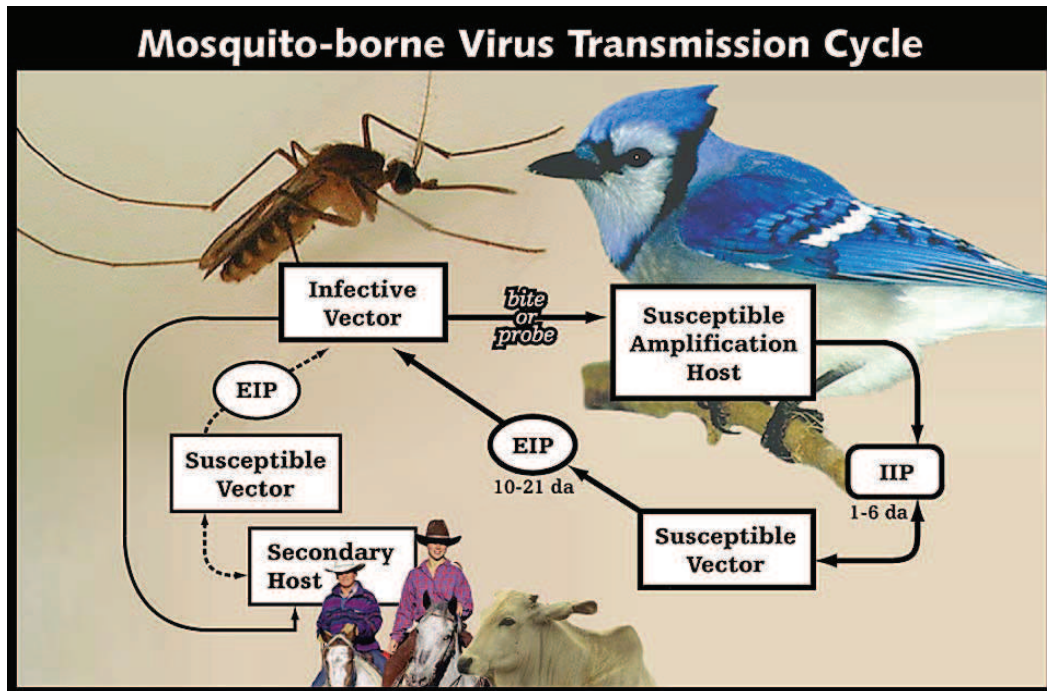 Mosquito-borne Virus Transmission Cycle
Infective
Vector
bite
or
probe
Susceptible
Amplification
Host
EIP
EIP
10-21 da
IIP
1-6 da
Susceptible
Vector
Susceptible
Vector
Secondary
Host